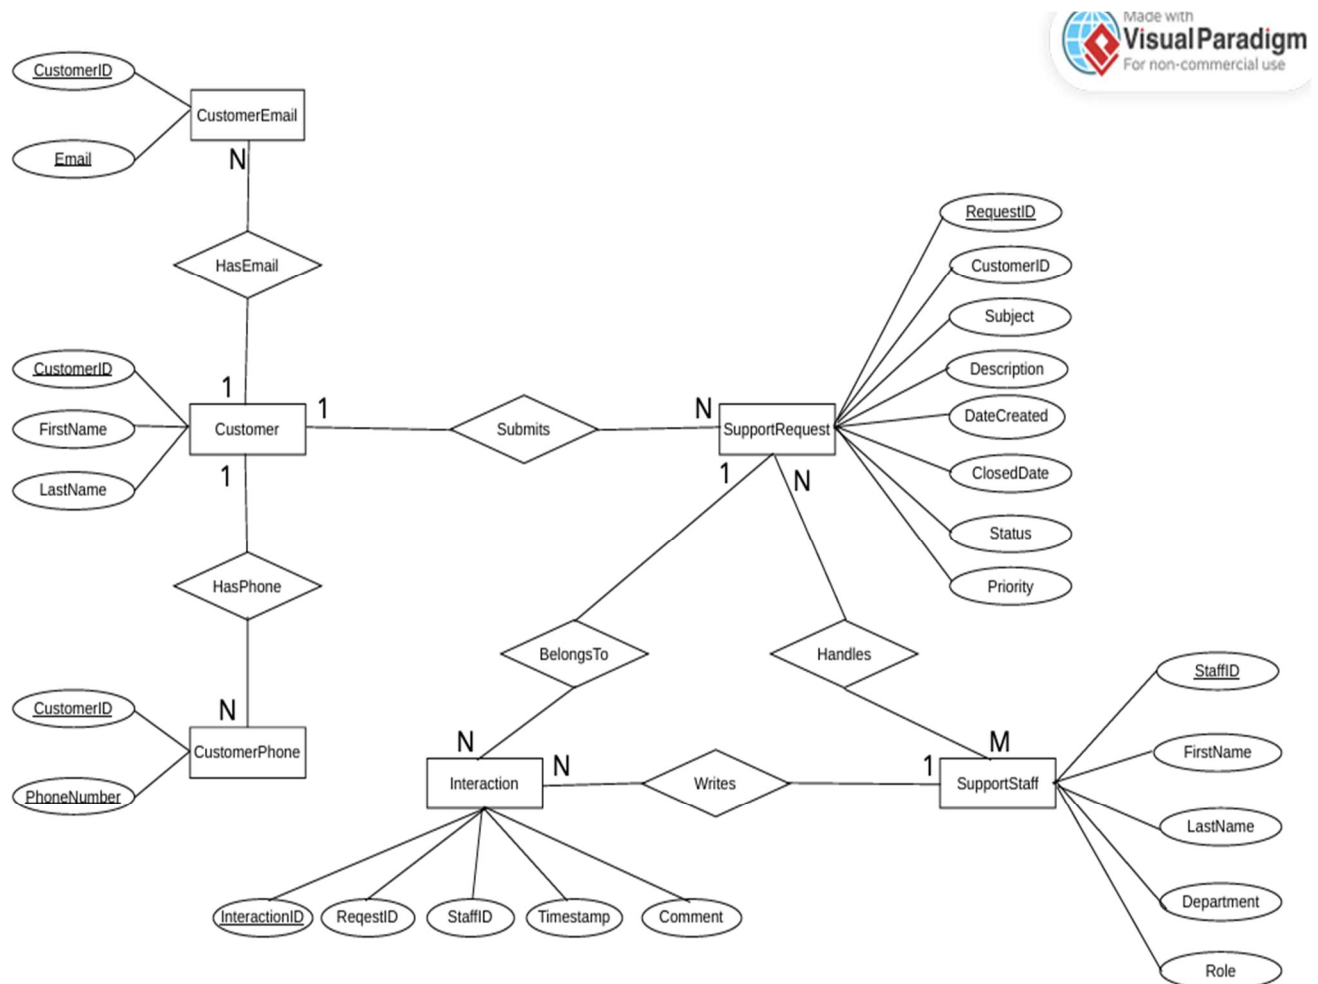 Made with
Visual Paradigm
For non-commercial use
CustomerID
CustomerEmail
Email
N
HasEmail
RequestID
CustomerID
Subject
Description
DateCreated
ClosedDate
Status
Priority
CustomerID
FirstName
LastName
1
Customer
1
1
Submits
N
SupportRequest
1
N
HasPhone
BelongsTo
Handles
CustomerID
PhoneNumber
N
CustomerPhone
N
Interaction
N
Writes
1
M
SupportStaff
StaffID
FirstName
LastName
Department
Role
InteractionID
ReqestID
StaffID
Timestamp
Comment